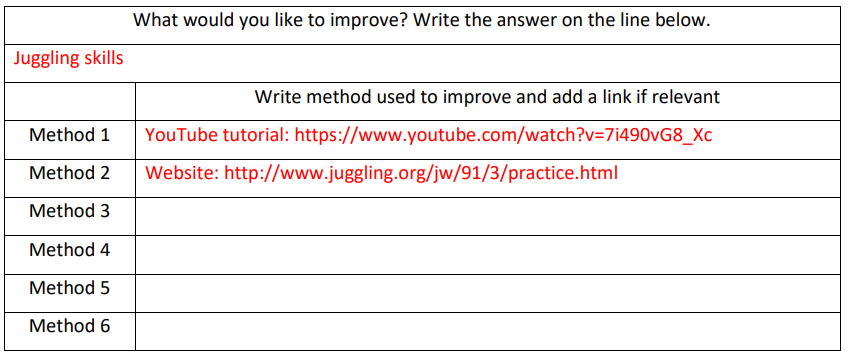 What would you like to improve? Write the answer on the line below.
Juggling skills
Write method used to improve and add a link if relevant
Method 1 YouTube tutorial: https://www.youtube.com/watch?v=7i490vG8_Xc
Method 2 Website: http://www.juggling.org/jw/91/3/practice.html
Method 3
Method 4
Method 5
Method 6